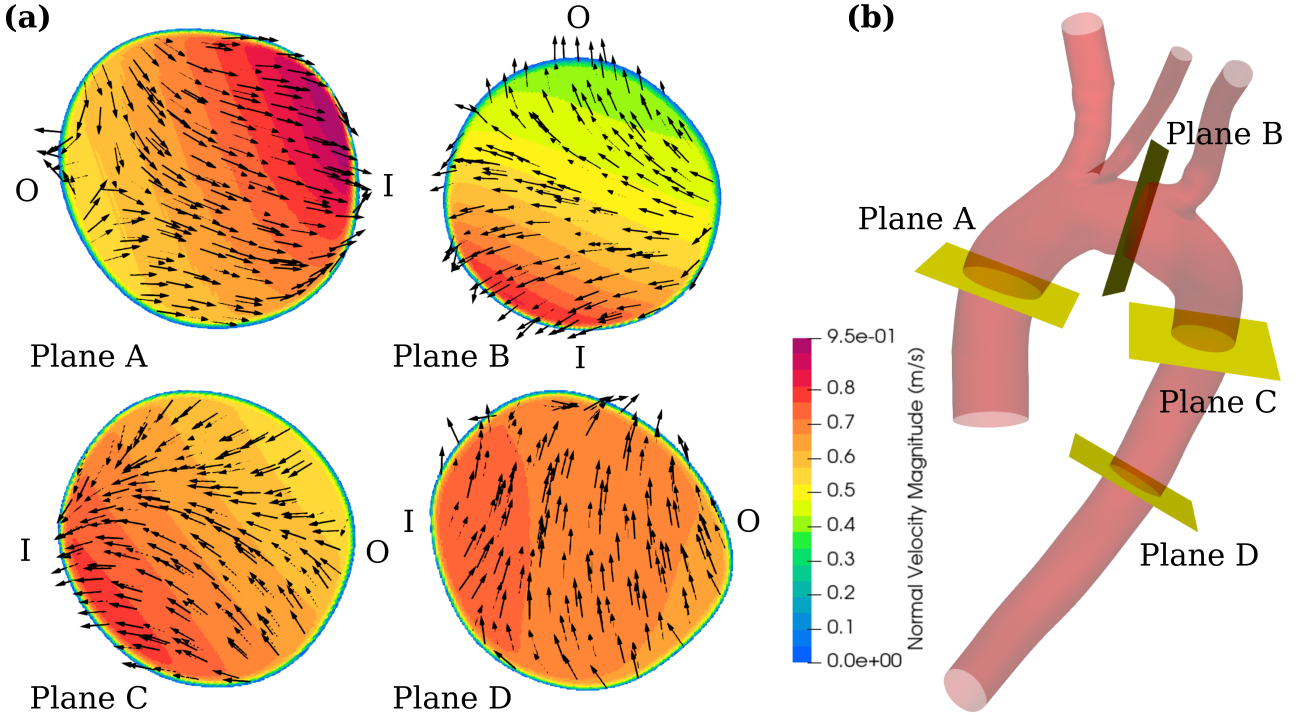 (a)
O
I
Plane A
O
I
Plane B
I
O
Plane C
I
O
Plane D
9.5e-01
0.8
0.7
0.6
0.5
0.4
0.3
0.2
0.1
0.0e+00
Normal Velocity Magnitude (m/s)
(b)
Plane B
Plane A
Plane C
Plane D